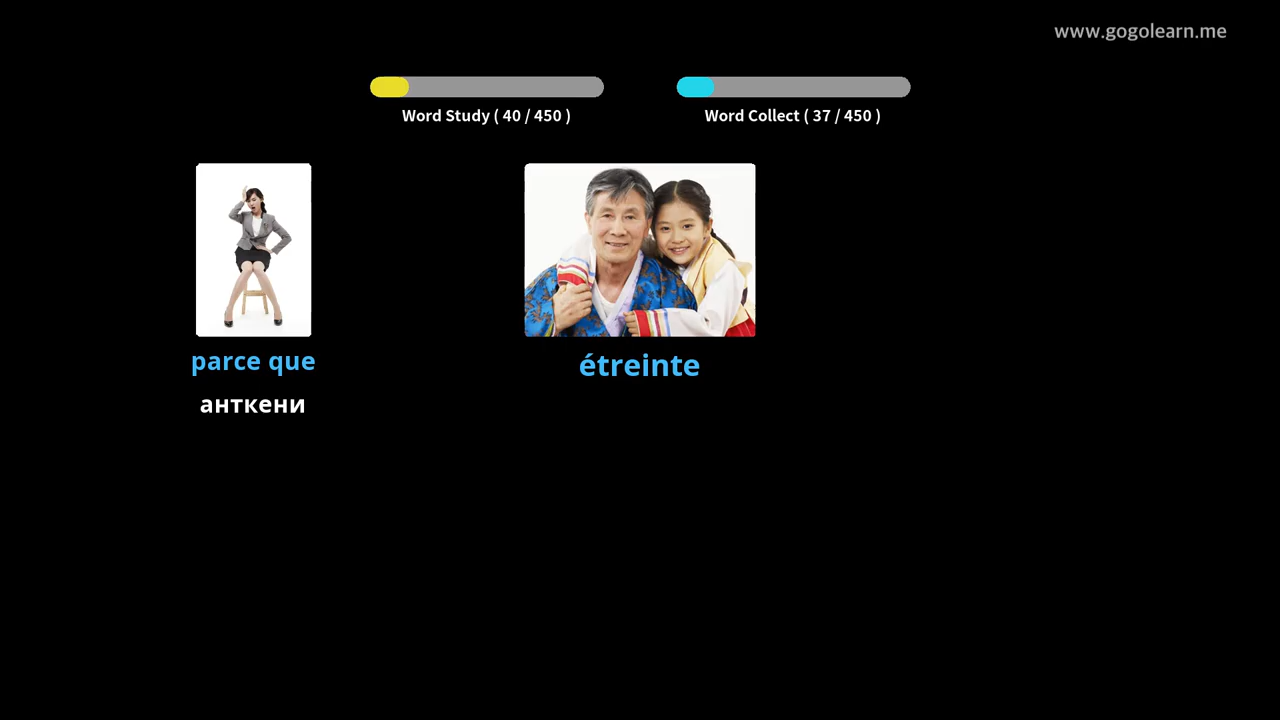 www.gogolearn.me
Word Study ( 40 / 450 )
Word Collect ( 37 / 450 )
parce que
анткени
étreinte